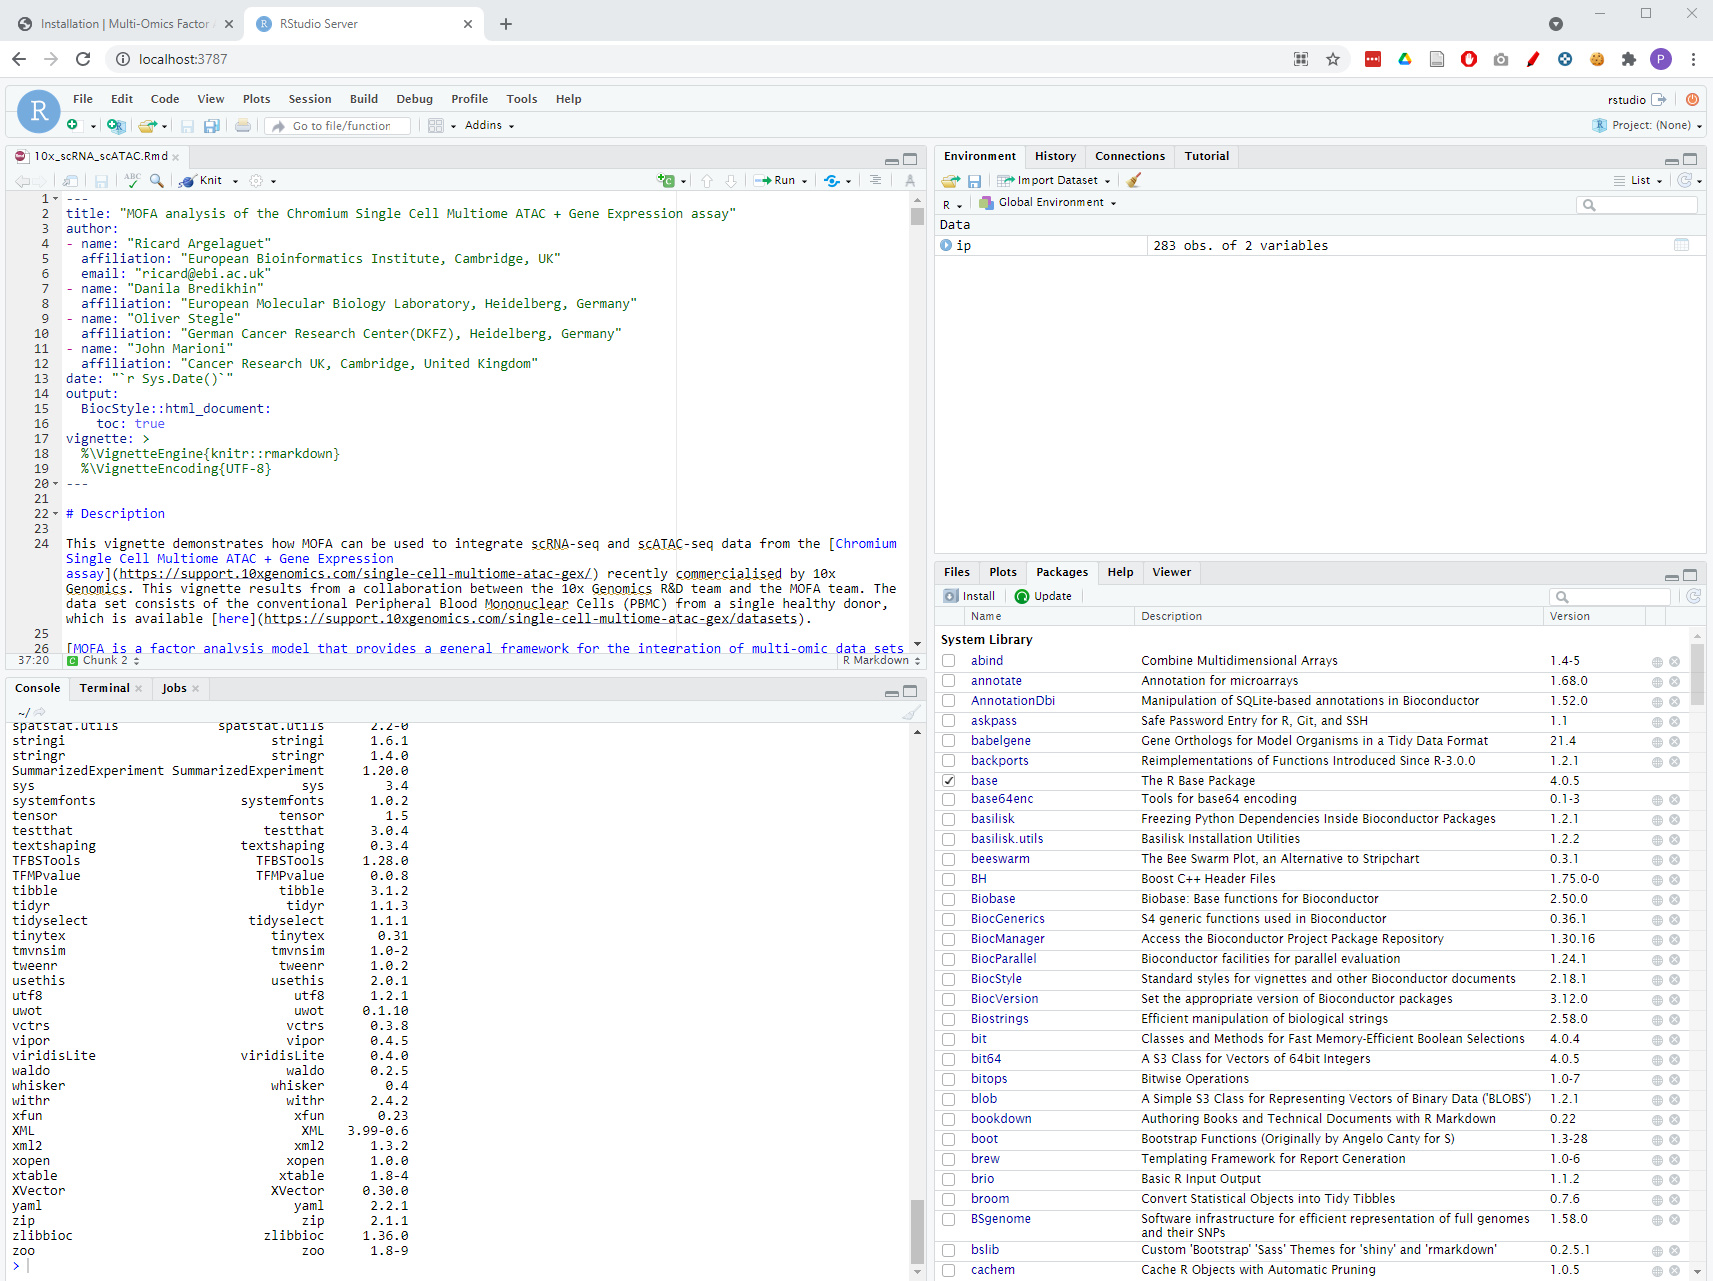 Installation | Multi-Omics Factor
RStudio Server
localhost:3787
P
R
File Edit Code View Plots Session Build Debug Profile Tools Help
rstudio
Go to file/function
Addins
Project: (None)
10x_scRNA_scATAC.Rmd
ABC
Knit
Run
1 ---
2 title: "MOFA analysis of the Chromium Single Cell Multiome ATAC + Gene Expression assay"
3 author:
4 - name: "Ricard Argelaguet"
5 affiliation: "European Bioinformatics Institute, Cambridge, UK"
6 email: "ricard@ebi.ac.uk"
7 - name: "Danila Bredikhin"
8 affiliation: "European Molecular Biology Laboratory, Heidelberg, Germany"
9 - name: "Oliver Stegle"
10 affiliation: "German Cancer Research Center(DKFZ), Heidelberg, Germany"
11 - name: "John Marioni"
12 affiliation: "Cancer Research UK, Cambridge, United Kingdom"
13 date: "`r Sys.Date()`"
14 output:
15 BiocStyle::html_document:
16 toc: true
17 vignette: >
18 %\VignetteEngine{knitr::rmarkdown}
19 %\VignetteEncoding{UTF-8}
20 ---
21
22 # Description
23
24 This vignette demonstrates how MOFA can be used to integrate scRNA-seq and scATAC-seq data from the [Chromium
Single Cell Multiome ATAC + Gene Expression
assay](https://support.10xgenomics.com/single-cell-multiome-atac-gex/) recently commercialised by 10x
Genomics. This vignette results from a collaboration between the 10x Genomics R&D team and the MOFA team. The
data set consists of the conventional Peripheral Blood Mononuclear Cells (PBMC) from a single healthy donor,
which is available [here](https://support.10xgenomics.com/single-cell-multiome-atac-gex/datasets).
25
26 [MOFA is a factor analysis model that provides a general framework for the integration of multi-omic data sets
37:20 Chunk 2 R Markdown
Console Terminal Jobs
~/
spatstat.utils spatstat.utils 2.2-0
stringi stringi 1.6.1
stringr stringr 1.4.0
SummarizedExperiment SummarizedExperiment 1.20.0
sys sys 3.4
systemfonts systemfonts 1.0.2
tensor tensor 1.5
testthat testthat 3.0.4
textshaping textshaping 0.3.4
TFBSTools TFBSTools 1.28.0
TFMPvalue TFMPvalue 0.0.8
tibble tibble 3.1.2
tidyr tidyr 1.1.3
tidyselect tidyselect 1.1.1
tinytex tinytex 0.31
tmvnsim tmvnsim 1.0-2
tweenr tweenr 1.0.2
usethis usethis 2.0.1
utf8 utf8 1.2.1
uwot uwot 0.1.10
vctrs vctrs 0.3.8
vipor vipor 0.4.5
viridisLite viridisLite 0.4.0
waldo waldo 0.2.5
whisker whisker 0.4
withr withr 2.4.2
xfun xfun 0.23
XML XML 3.99-0.6
xml2 xml2 1.3.2
xopen xopen 1.0.0
xtable xtable 1.8-4
XVector XVector 0.30.0
yaml yaml 2.2.1
zip zip 2.1.1
zlibbioc zlibbioc 1.36.0
zoo zoo 1.8-9
>
Environment History Connections Tutorial
Import Dataset
List
R Global Environment
Data
ip 283 obs. of 2 variables
Files Plots Packages Help Viewer
Install Update
Name Description Version
System Library
abind Combine Multidimensional Arrays 1.4-5
annotate Annotation for microarrays 1.68.0
AnnotationDbi Manipulation of SQLite-based annotations in Bioconductor 1.52.0
askpass Safe Password Entry for R, Git, and SSH 1.1
babelgene Gene Orthologs for Model Organisms in a Tidy Data Format 21.4
backports Reimplementations of Functions Introduced Since R-3.0.0 1.2.1
base The R Base Package 4.0.5
base64enc Tools for base64 encoding 0.1-3
basilisk Freezing Python Dependencies Inside Bioconductor Packages 1.2.1
basilisk.utils Basilisk Installation Utilities 1.2.2
beeswarm The Bee Swarm Plot, an Alternative to Stripchart 0.3.1
BH Boost C++ Header Files 1.75.0-0
Biobase Biobase: Base functions for Bioconductor 2.50.0
BiocGenerics S4 generic functions used in Bioconductor 0.36.1
BiocManager Access the Bioconductor Project Package Repository 1.30.16
BiocParallel Bioconductor facilities for parallel evaluation 1.24.1
BiocStyle Standard styles for vignettes and other Bioconductor documents 2.18.1
BiocVersion Set the appropriate version of Bioconductor packages 3.12.0
Biostrings Efficient manipulation of biological strings 2.58.0
bit Classes and Methods for Fast Memory-Efficient Boolean Selections 4.0.4
bit64 A S3 Class for Vectors of 64bit Integers 4.0.5
bitops Bitwise Operations 1.0-7
blob A Simple S3 Class for Representing Vectors of Binary Data ('BLOBS') 1.2.1
bookdown Authoring Books and Technical Documents with R Markdown 0.22
boot Bootstrap Functions (Originally by Angelo Canty for S) 1.3-28
brew Templating Framework for Report Generation 1.0-6
brio Basic R Input Output 1.1.2
broom Convert Statistical Objects into Tidy Tibbles 0.7.6
BSgenome Software infrastructure for efficient representation of full genomes 1.58.0
and their SNPs
bslib Custom 'Bootstrap' 'Sass' Themes for 'shiny' and 'rmarkdown' 0.2.5.1
cachem Cache R Objects with Automatic Pruning 1.0.5